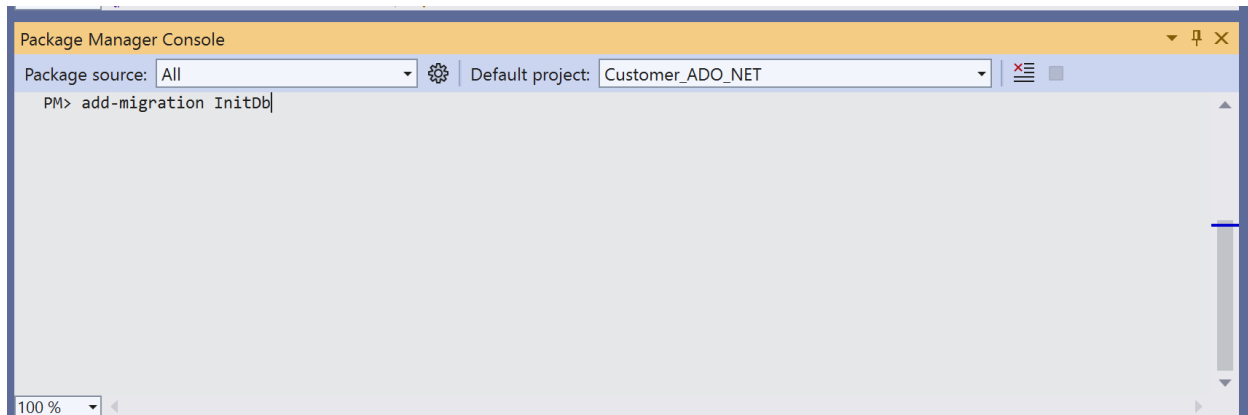 Package Manager Console
Package source: All Default project: Customer_ADO_NET
PM> add-migration InitDb
100 %